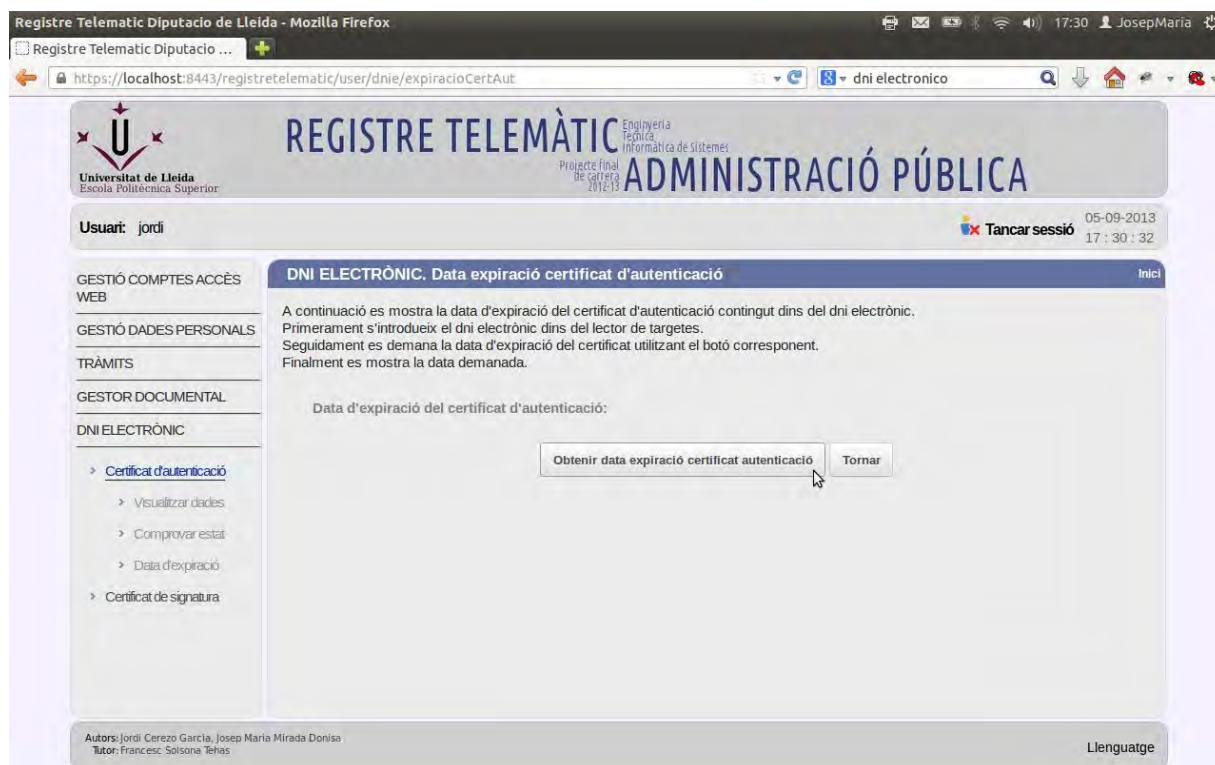 Registre Telematic Diputacio de Lleida - Mozilla Firefox
17:30 JosepMaria
Registre Telematic Diputacio ...
https://localhost:8443/registretelematic/user/dnie/expiracioCertAut
dni electronico
Universitat de Lleida
Escola Politècnica Superior
REGISTRE TELEMÀTIC
Enginyeria
Tècnica
Informàtica de Sistemes
Projecte final
de carrera
2012-13
ADMINISTRACIÓ PÚBLICA
Usuari: jordi
Tancar sessió
05-09-2013
17 : 30 : 32
GESTIÓ COMPTES ACCÈS
WEB
GESTIÓ DADES PERSONALS
TRÀMITS
GESTOR DOCUMENTAL
DNI ELECTRÒNIC
Certificat d'autenticació
Visualitzar dades
Comprovar estat
Data d'expiració
Certificat de signatura
DNI ELECTRÒNIC. Data expiració certificat d'autenticació
Inici
A continuació es mostra la data d'expiració del certificat d'autenticació contingut dins del dni electrònic.
Primerament s'introdueix el dni electrònic dins del lector de targetes.
Seguidament es demana la data d'expiració del certificat utilitzant el botó corresponent.
Finalment es mostra la data demanada.
Data d'expiració del certificat d'autenticació:
Obtenir data expiració certificat autenticació
Tornar
Autors: Jordi Cerezo Garcia, Josep Maria Mirada Donisa
Tutor: Francesc Solsona Tehas
Llenguatge